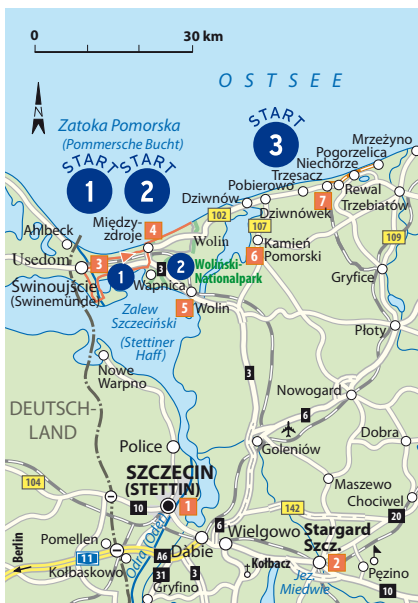 0
30 km
N
OSTSEE
Zatoka Pomorska
(Pommersche Bucht)
START
1
START
2
START
3
Mrzeżyno
Pogorzelica
Niechorze
Trzęsacz
Pobierowo
Dziwnów
Rewal
Trzebiatów
Dziwnówek
7
102
107
109
Ahlbeck
Między-
zdroje
4
Wolin
Usedom
3
1
3
2
Woliński-
Nationalpark
Wapnica
Kamień
Pomorski
6
Gryfice
Świnoujście
(Swinemünde)
Zalew
Szczeciński
(Stettiner
Haff)
5
Wolin
Płoty
Nowe
Warpno
3
Nowogard
6
DEUTSCH-
LAND
Police
Goleniów
Dobra
SZCZECIN
(STETTIN)
1
104
10
142
Maszewo
Chociwel
Stargard
Szcz.
2
6
Wielgowo
Pommellen
Dąbie
Odra (Oder)
Berlin
11
Kołbaskowo
A6
31
3
Gryfino
Kołbacz
Jez.
Miedwie
Pęzino
10